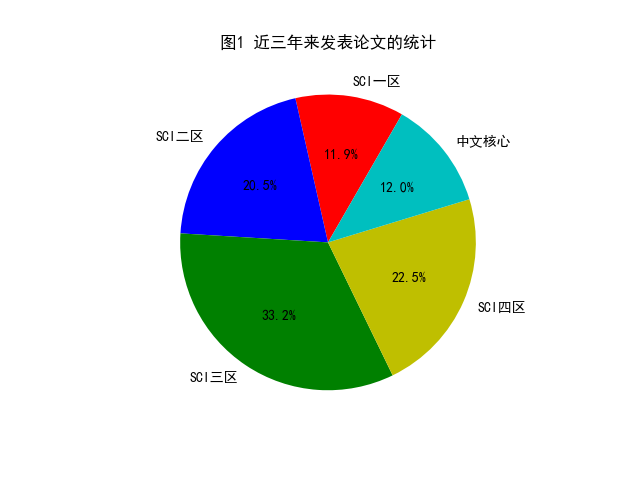 图1 近三年来发表论文的统计
SCI一区
SCI二区
中文核心
11.9%
20.5%
12.0%
22.5%
33.2%
SCI四区
SCI三区